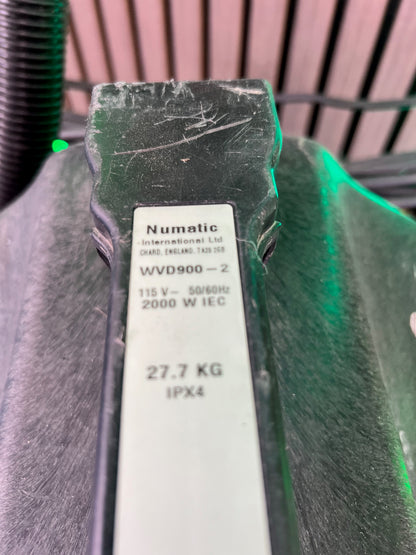 Numatic
International Ltd
CHARD, ENGLAND, TA20 2GB
WVD900-2
115 V~ 50/60Hz
2000 W IEC
27.7 KG
IPX4